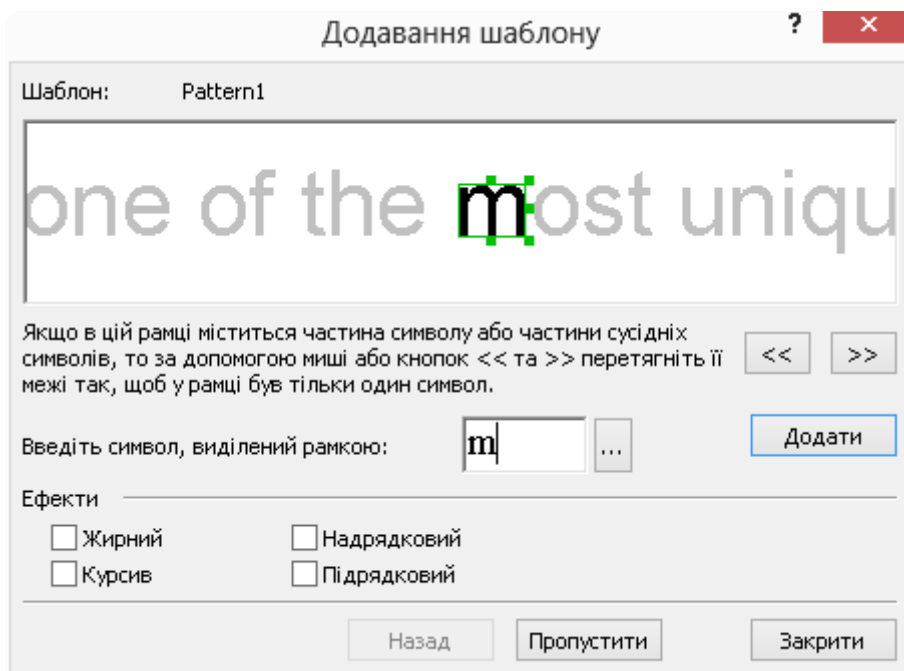 Додавання шаблону
?
×
Шаблон: Pattern1
one of the most uniqu
Якщо в цій рамці міститься частина символу або частини сусідніх
символів, то за допомогою миші або кнопок << та >> перетягніть її
межі так, щоб у рамці був тільки один символ.
<< >>
Введіть символ, виділений рамкою: m ... Додати
Ефекти
Жирний Надрядковий
Курсив Підрядковий
Назад Пропустити Закрити